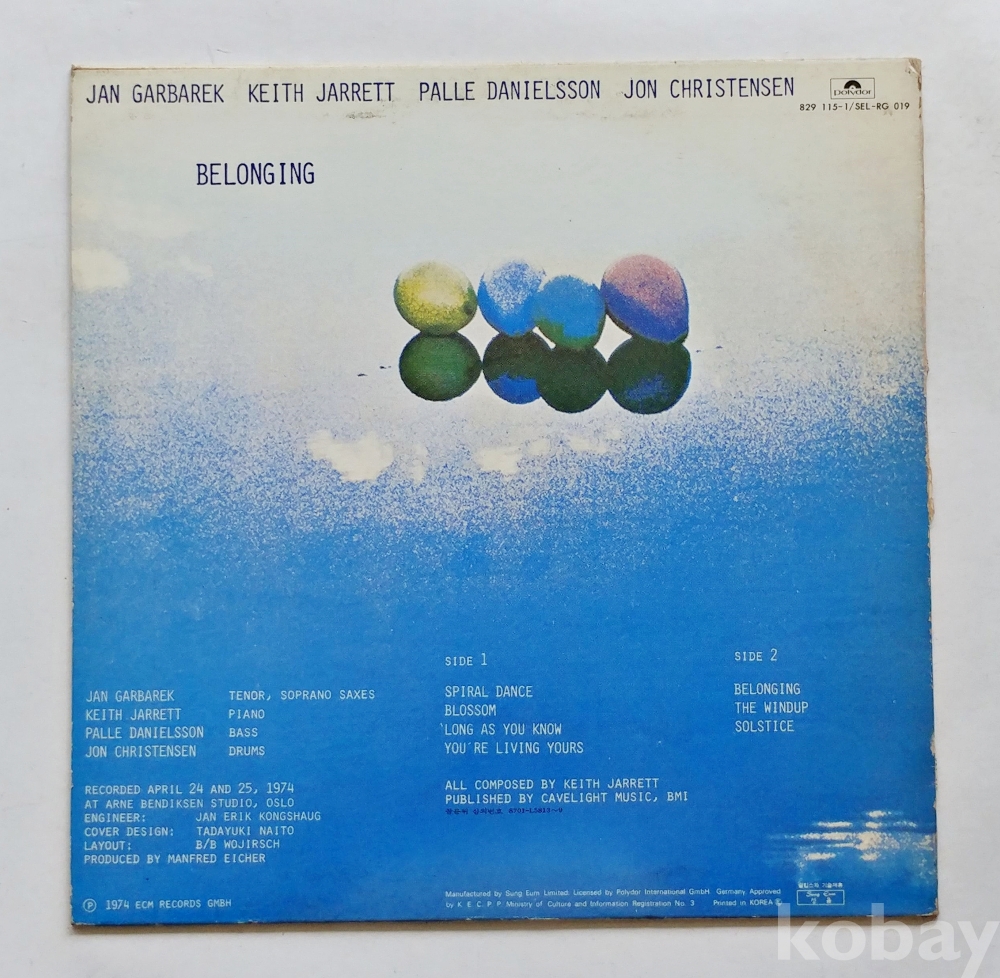 JAN GARBAREK KEITH JARRETT PALLE DANIELSSON JON CHRISTENSEN
polydor
829 115-1/SEL-RG 019
BELONGING
SIDE 1
SPIRAL DANCE
BLOSSOM
'LONG AS YOU KNOW
YOU'RE LIVING YOURS
SIDE 2
BELONGING
THE WINDUP
SOLSTICE
JAN GARBAREK TENOR, SOPRANO SAXES
KEITH JARRETT PIANO
PALLE DANIELSSON BASS
JON CHRISTENSEN DRUMS
ALL COMPOSED BY KEITH JARRETT
PUBLISHED BY CAVELIGHT MUSIC, BMI
RECORDED APRIL 24 AND 25, 1974
AT ARNE BENDIKSEN STUDIO, OSLO
ENGINEER: JAN ERIK KONGSHAUG
COVER DESIGN: TADAYUKI NAITO
LAYOUT: B/B WOJIRSCH
PRODUCED BY MANFRED EICHER
℗ 1974 ECM RECORDS GMBH
Manufactured by Sung Eum Limited. Licensed by Polydor International GmbH. Germany. Approved
by K. E. C. P. P. Ministry of Culture and Information Registration No. 3 Printed in KOREA ©
Sung Eum
성음
kobay